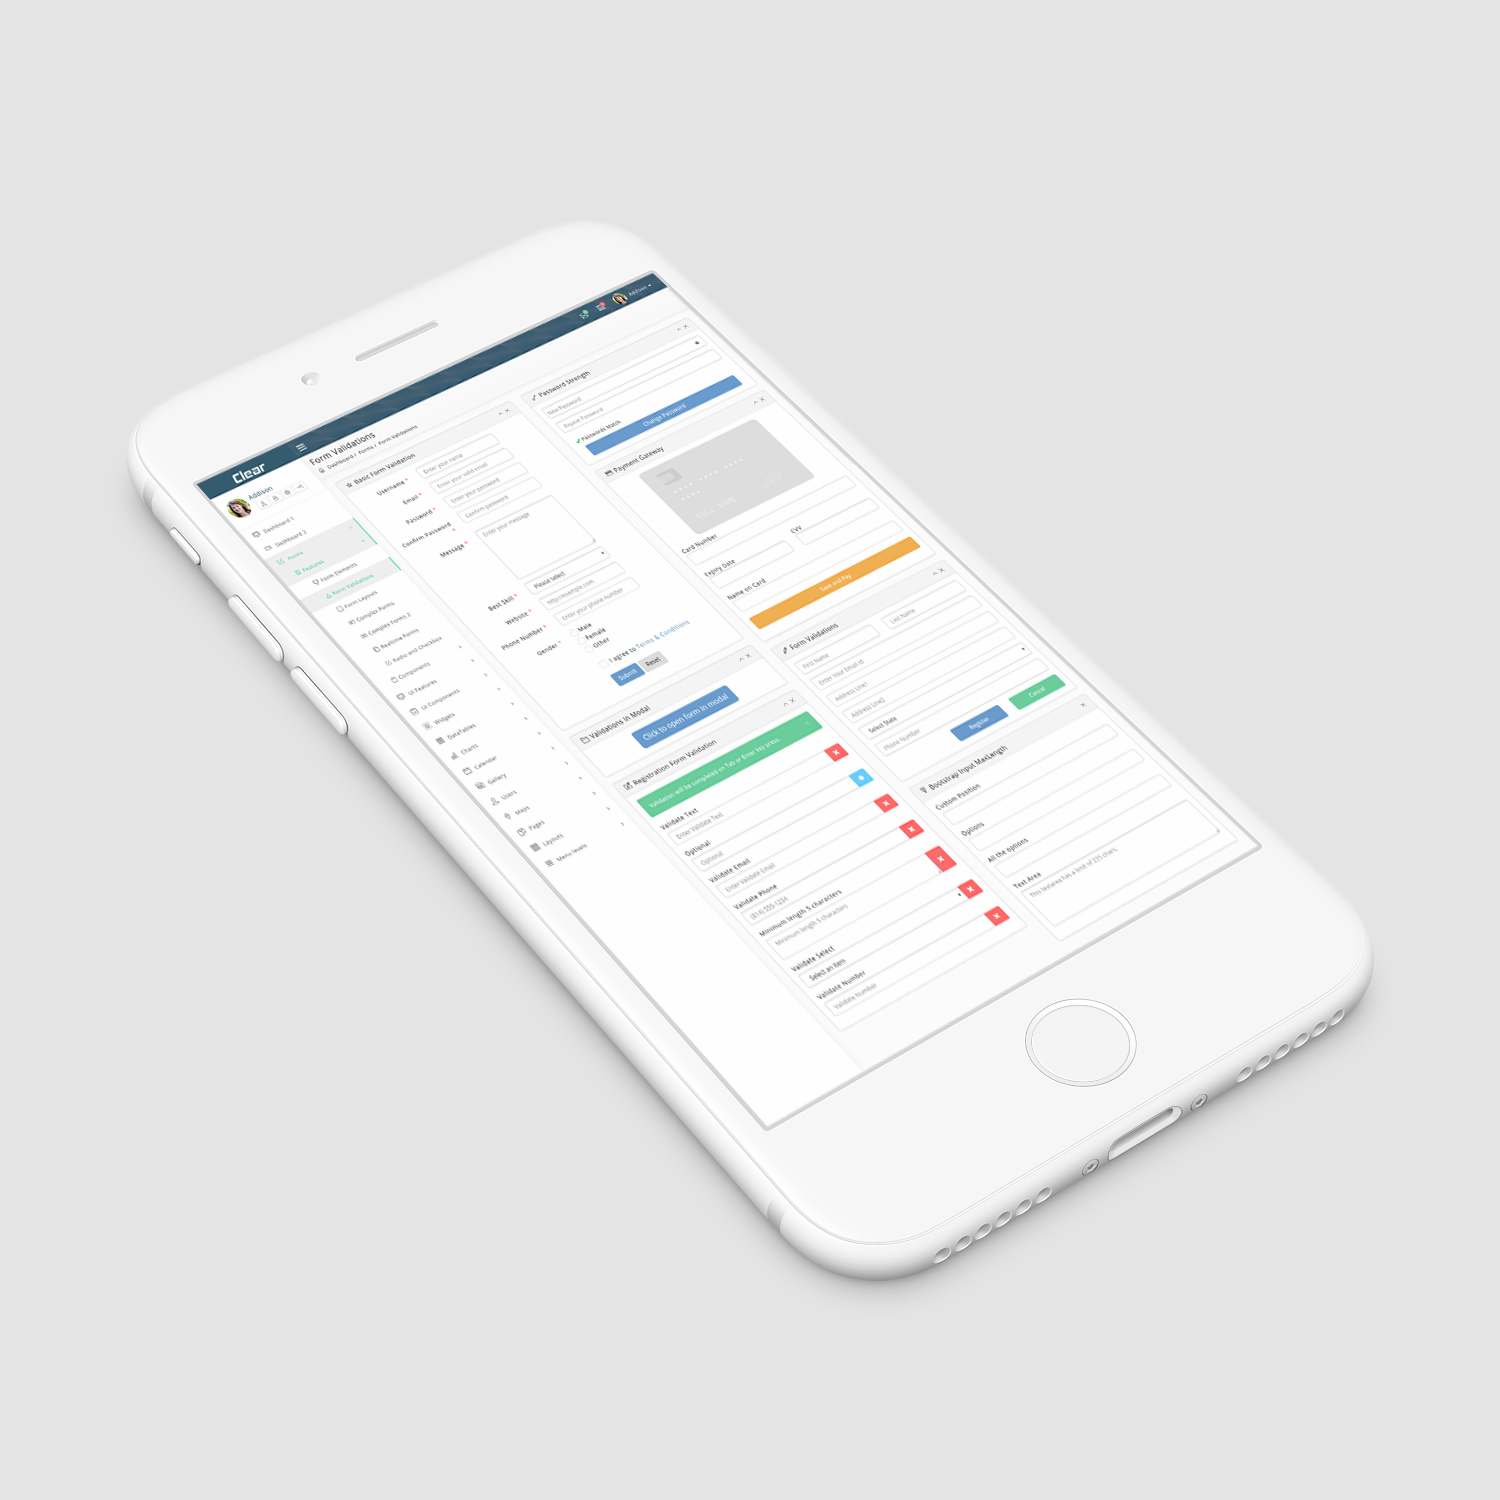 Clear
Addison
Addison
Dashboard 1
Dashboard 2
Forms
Features
Form Elements
Form Validations
Form Layouts
Complex Forms
Complex Forms 2
Realtime Forms
Radio and Checkbox
Components
UI Features
UI Components
Widgets
DataTables
Charts
Calendar
Gallery
Users
Maps
Pages
Layouts
Menu levels
Form Validations
Dashboard / Forms / Form Validations
Basic Form Validation
Username *
Enter your name
Email *
Enter your valid email
Password *
Enter your password
Confirm Password *
Confirm password
Message *
Enter your message
Best Skill *
Please select
Website *
http://example.com
Phone Number *
Enter your phone number
Gender *
Male
Female
Other
I agree to Terms & Conditions
Submit
Reset
Validations In Modal
Click to open form in modal
Registration Form Validation
Validation will be completed on Tab or Enter key press.
Validate Text
Enter Validate Text
Optional
Optional
Validate Email
Enter Validate Email
Validate Phone
(814) 555-1234
Minimum length 5 characters
Minimum length 5 characters
Validate Select
Select an item
Validate Number
Validate Number
Password Strength
New Password
Repeat Password
Passwords Match
Change Password
Payment Gateway
FULL NAME
Card Number
Expiry Date
CVV
Name on Card
Save and Pay
Form Validations
First Name
Last Name
Enter Your Email id
Address Line1
Address Line2
Select State
Phone Number
Register
Cancel
Bootstrap Input MaxLength
Custom Position
Options
All the options
Text Area
This textarea has a limit of 225 chars.